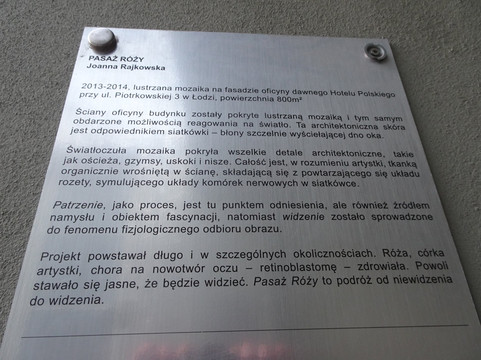 PASAŻ RÓŻY
Joanna Rajkowska
2013-2014, lustrzana mozaika na fasadzie oficyny dawnego Hotelu Polskiego
przy ul. Piotrkowskiej 3 w Łodzi, powierzchnia 800m²
Ściany oficyny budynku zostały pokryte lustrzaną mozaiką i tym samym
obdarzone możliwością reagowania na światło. Ta architektoniczna skóra
jest odpowiednikiem siatkówki – błony szczelnie wyściełającej dno oka.
Światłoczuła mozaika pokryła wszelkie detale architektoniczne, takie
jak ościeża, gzymsy, uskoki i nisze. Całość jest, w rozumieniu artystki, tkanką
organicznie wrośniętą w ścianę, składającą się z powtarzającego się układu
rozety, symulującego układy komórek nerwowych w siatkówce.
Patrzenie, jako proces, jest tu punktem odniesienia, ale również źródłem
namysłu i obiektem fascynacji, natomiast widzenie zostało sprowadzone
do fenomenu fizjologicznego odbioru obrazu.
Projekt powstawał długo i w szczególnych okolicznościach. Róża, córka
artystki, chora na nowotwór oczu – retinoblastomę – zdrowiała. Powoli
stawało się jasne, że będzie widzieć. Pasaż Róży to podróż od niewidzenia
do widzenia.